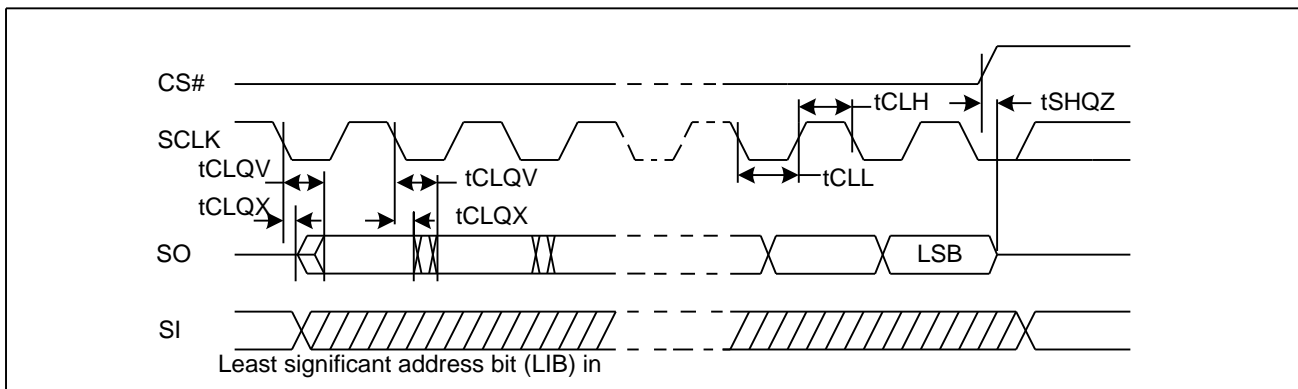 CS#
tCLH
tSHQZ
SCLK
tCLQV
tCLQV
tCLL
tCLQX
tCLQX
SO
LSB
SI
Least significant address bit (LIB) in